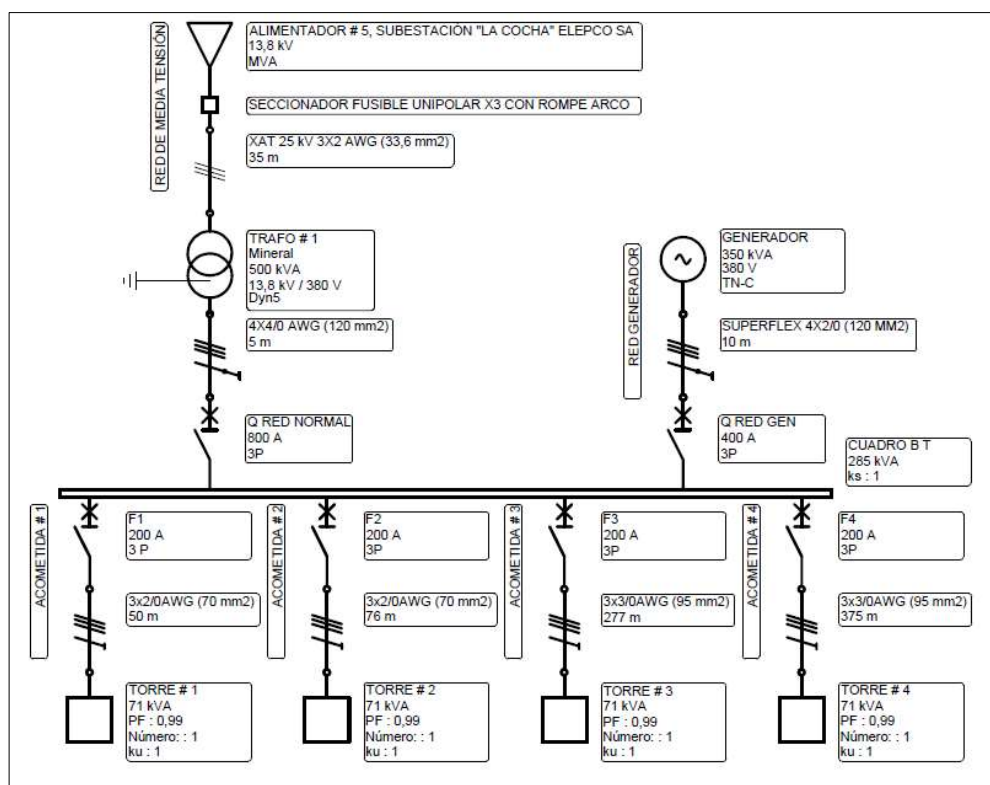 RED DE MEDIA TENSIÓN
ALIMENTADOR # 5, SUBESTACIÓN "LA COCHA" ELEPCO SA
13,8 kV
MVA
SECCIONADOR FUSIBLE UNIPOLAR X3 CON ROMPE ARCO
XAT 25 kV 3X2 AWG (33,6 mm2)
35 m
TRAFO # 1
Mineral
500 kVA
13,8 kV / 380 V
Dyn5
4X4/0 AWG (120 mm2)
5 m
Q RED NORMAL
800 A
3P
RED GENERADOR
GENERADOR
350 kVA
380 V
TN-C
SUPERFLEX 4X2/0 (120 MM2)
10 m
Q RED GEN
400 A
3P
CUADRO B T
285 kVA
ks : 1
ACOMETIDA # 1
F1
200 A
3 P
3x2/0AWG (70 mm2)
50 m
TORRE # 1
71 kVA
PF : 0,99
Número: : 1
ku : 1
ACOMETIDA # 2
F2
200 A
3P
3x2/0AWG (70 mm2)
76 m
TORRE # 2
71 kVA
PF : 0,99
Número: : 1
ku : 1
ACOMETIDA # 3
F3
200 A
3P
3x3/0AWG (95 mm2)
277 m
TORRE # 3
71 kVA
PF : 0,99
Número: : 1
ku : 1
ACOMETIDA # 4
F4
200 A
3P
3x3/0AWG (95 mm2)
375 m
TORRE # 4
71 kVA
PF : 0,99
Número: : 1
ku : 1